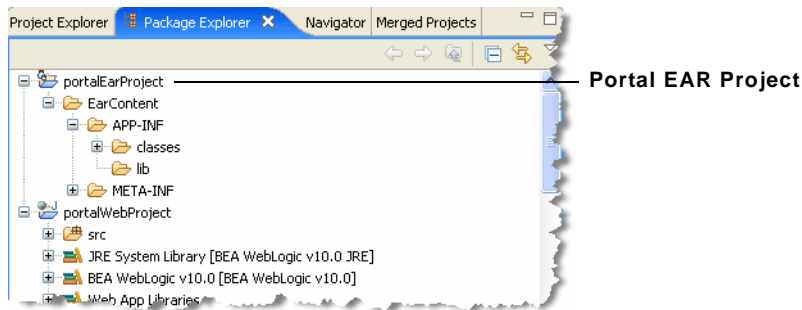 Project Explorer Package Explorer Navigator Merged Projects
portalEarProject Portal EAR Project
EarContent
APP-INF
classes
lib
META-INF
portalWebProject
src
JRE System Library [BEA WebLogic v10.0 JRE]
BEA WebLogic v10.0 [BEA WebLogic v10.0]
Web App Libraries